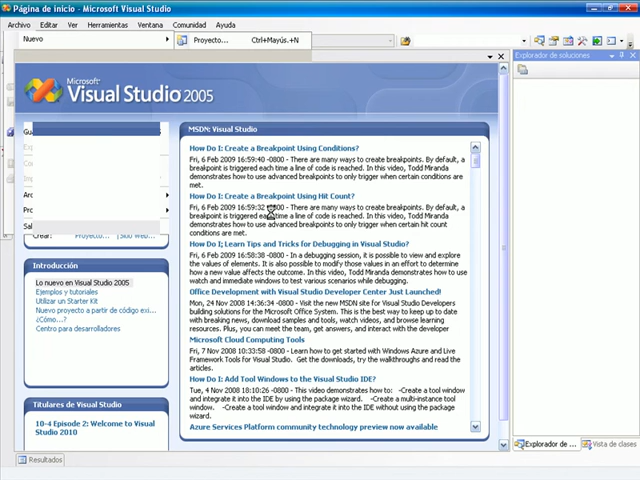 Página de inicio - Microsoft Visual Studio
Archivo Editar Ver Herramientas Ventana Comunidad Ayuda
Nuevo
Proyecto... Ctrl+Mayús.+N
Explorador de soluciones
Microsoft
Visual Studio 2005
MSDN: Visual Studio
How Do I: Create a Breakpoint Using Conditions?
Fri, 6 Feb 2009 16:59:40 -0800 - There are many ways to create breakpoints. By default, a
breakpoint is triggered each time a line of code is reached. In this video, Todd Miranda
demonstrates how to use advanced breakpoints to only trigger when certain conditions are
met.
How Do I: Create a Breakpoint Using Hit Count?
Fri, 6 Feb 2009 16:59:32 - There are many ways to create breakpoints. By default, a
breakpoint is triggered each time a line of code is reached. In this video, Todd Miranda
demonstrates how to use advanced breakpoints to only trigger when certain hit count
conditions are met.
How Do I; Learn Tips and Tricks for Debugging in Visual Studio?
Fri, 6 Feb 2009 16:58:38 -0800 - In a debugging session, it is possible to view and explore
the values of elements. It is also possible to modify those values in an effort to determine
how a new value affects the outcome. In this video, Todd Miranda demonstrates how to use
watch and immediate windows to test various scenarios while debugging.
Office Development with Visual Studio Developer Center Just Launched!
Mon, 24 Nov 2008 14:36:34 -0800 - Visit the new MSDN site for Visual Studio Developers
building solutions for the Microsoft Office System. This is the best way to keep up to date
with breaking news, download samples and tools, watch videos, and browse learning
resources. Plus, you can meet the team, get answers, and interact with the developer
Microsoft Cloud Computing Tools
Fri, 7 Nov 2008 10:33:58 -0800 - Learn how to get started with Windows Azure and Live
Framework Tools for Visual Studio. Get the downloads, try the walkthroughs and read the
articles.
How Do I: Add Tool Windows to the Visual Studio IDE?
Tue, 4 Nov 2008 18:10:26 -0800 - This video demonstrates how to: -Create a tool window
and integrate it into the IDE by using the package wizard. -Create a multi-instance tool
window. -Create a tool window and integrate it into the IDE without using the package
wizard.
Azure Services Platform community technology preview now available
Crear: Proyecto... | Sitio Web...
Introducción
Lo nuevo en Visual Studio 2005
Ejemplos y tutoriales
Utilizar un Starter Kit
Nuevo proyecto a partir de código exi...
¿Cómo...?
Centro para desarrolladores
Titulares de Visual Studio
10-4 Episode 2: Welcome to Visual
Studio 2010
Explorador de ... Vista de clases
Resultados